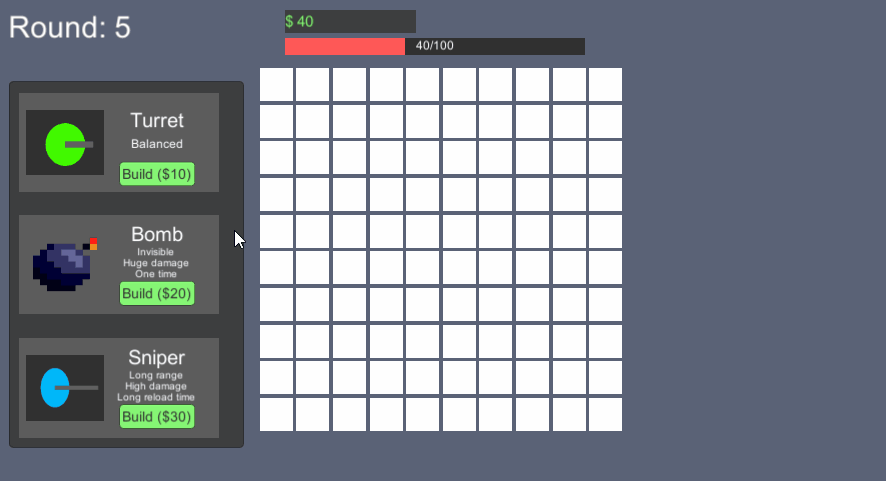 Round: 5
$ 40
40/100
Turret
Balanced
Build ($10)
Bomb
Invisible
Huge damage
One time
Build ($20)
Sniper
Long range
High damage
Long reload time
Build ($30)